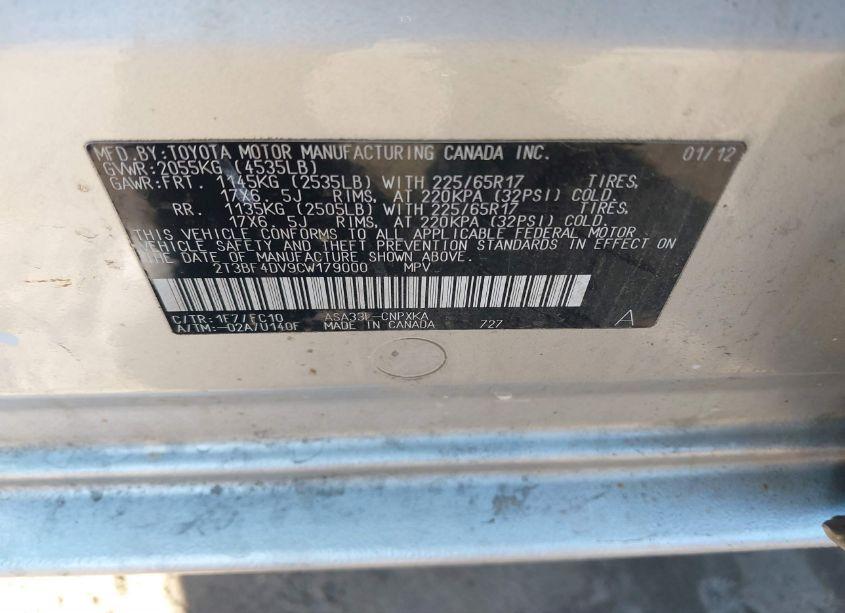 MFD. BY: TOYOTA MOTOR MANUFACTURING CANADA INC. 01/12
GVWR: 2055KG (4535LB)
GAWR: FRT. 1145KG (2535LB) WITH 225/65R17 TIRES,
17X6.5J RIMS, AT 220KPA (32PSI) COLD.
RR. 1135KG (2505LB) WITH 225/65R17 TIRES,
17X6.5J RIMS, AT 220KPA (32PSI) COLD.
THIS VEHICLE CONFORMS TO ALL APPLICABLE FEDERAL MOTOR
VEHICLE SAFETY AND THEFT PREVENTION STANDARDS IN EFFECT ON
THE DATE OF MANUFACTURE SHOWN ABOVE.
2T3BF4DV9CW179000 MPV
C/TR: 1F7/FC10 ASA33L-CNPXKA A
A/TM: -02A/U140F MADE IN CANADA 727